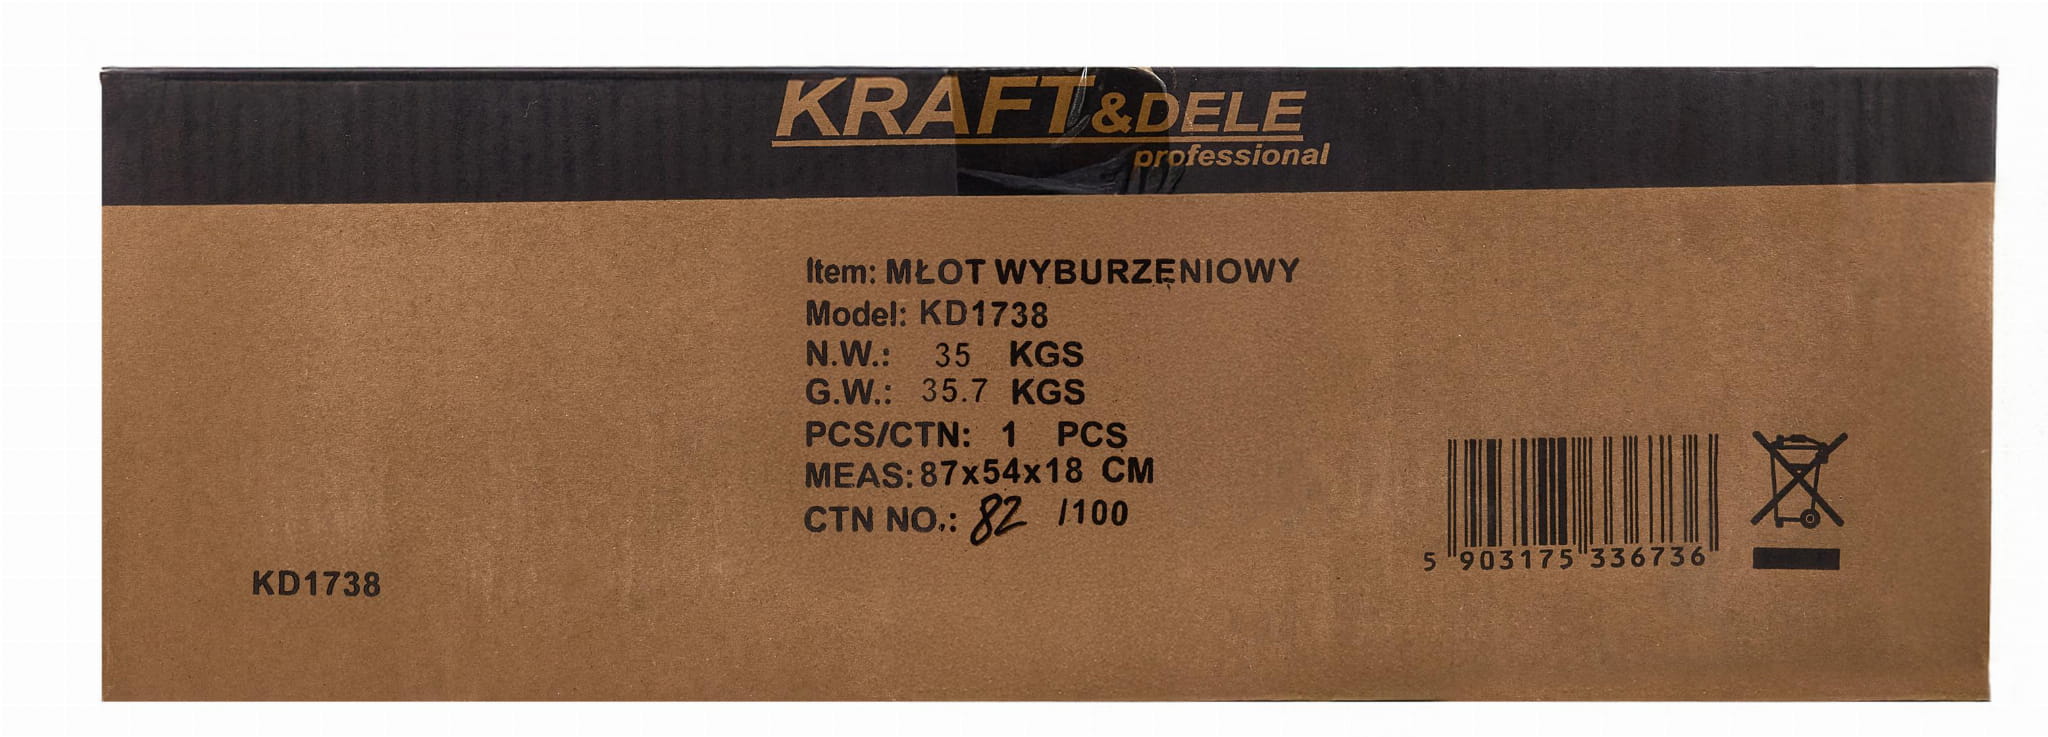 KRAFT&DELE
professional
Item: MŁOT WYBURZENIOWY
Model: KD1738
N.W.: 35 KGS
G.W.: 35.7 KGS
PCS/CTN: 1 PCS
MEAS: 87x54x18 CM
CTN NO.: 82 /100
5 903175 336736
KD1738